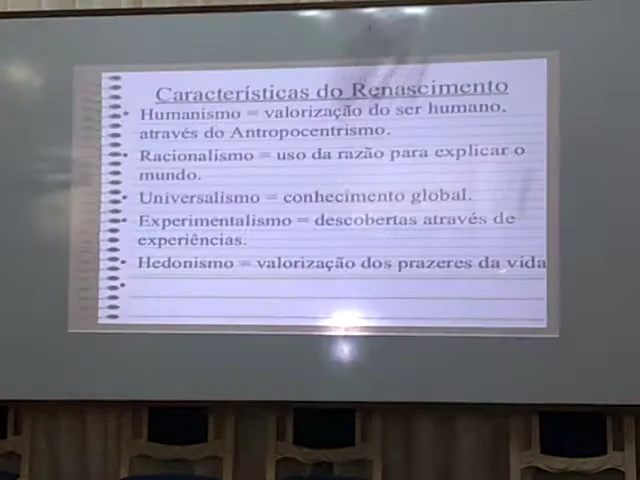 Características do Renascimento
• Humanismo = valorização do ser humano,
através do Antropocentrismo.
• Racionalismo = uso da razão para explicar o
mundo.
• Universalismo = conhecimento global.
• Experimentalismo = descobertas através de
experiências.
• Hedonismo = valorização dos prazeres da vida
•